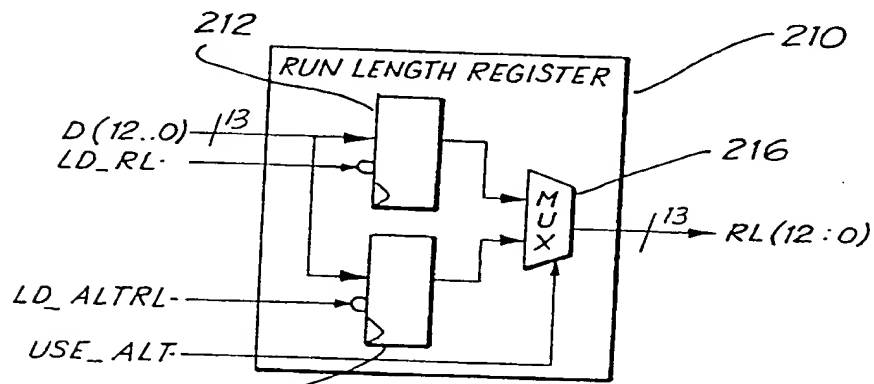 212
210
RUN LENGTH REGISTER
D(12..0)
13
LD_RL
216
MUX
13
RL(12:0)
LD_ALTRL
USE_ALT